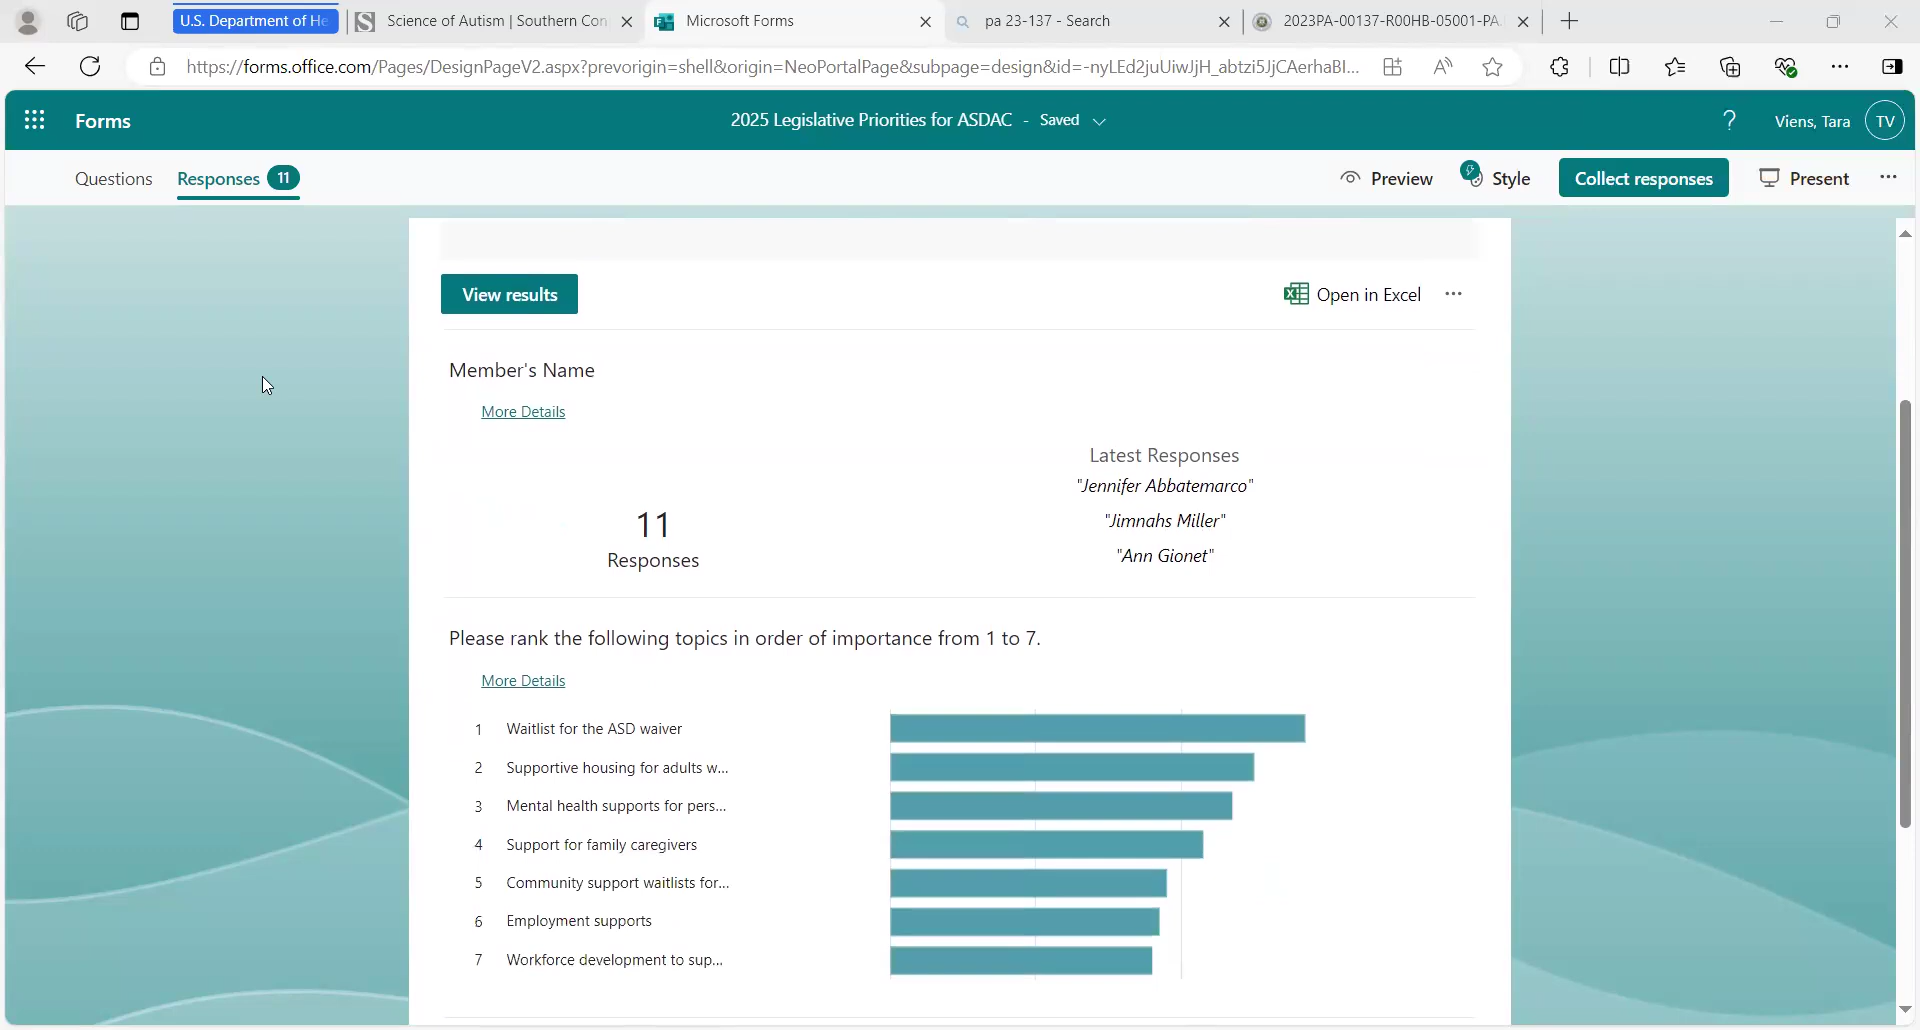 U.S. Department of He
Science of Autism | Southern Con
Microsoft Forms
pa 23-137 - Search
2023PA-00137-R00HB-05001-PA
https://forms.office.com/Pages/DesignPageV2.aspx?prevorigin=shell&origin=NeoPortalPage&subpage=design&id=-nyLEd2juUiwJjH_abtzi5JjCAerhaBI...
Forms
2025 Legislative Priorities for ASDAC - Saved
? Viens, Tara TV
Questions
Responses 11
Preview
Style
Collect responses
Present
View results
Open in Excel
Member's Name
More Details
11
Responses
Latest Responses
"Jennifer Abbatemarco"
"Jimnahs Miller"
"Ann Gionet"
Please rank the following topics in order of importance from 1 to 7.
More Details
1 Waitlist for the ASD waiver
2 Supportive housing for adults w...
3 Mental health supports for pers...
4 Support for family caregivers
5 Community support waitlists for...
6 Employment supports
7 Workforce development to sup...